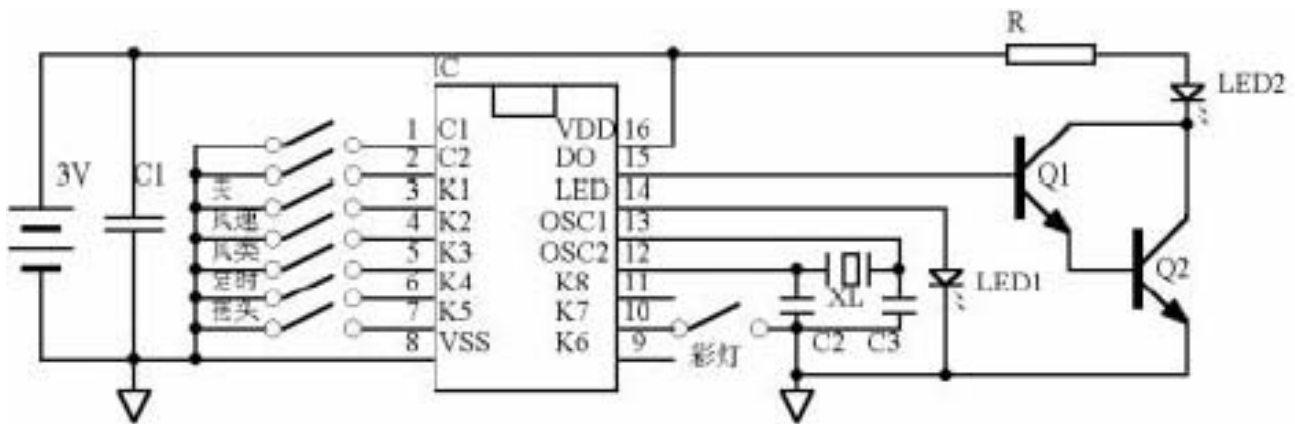 R
LED2
IC
3V
C1
1 C1
2 C2
3 K1
4 K2
5 K3
6 K4
7 K5
8 VSS
VDD 16
DO 15
LED 14
OSC1 13
OSC2 12
K8 11
K7 10
K6 9
关
风速
风类
定时
摇头
彩灯
XL
C2
C3
LED1
Q1
Q2